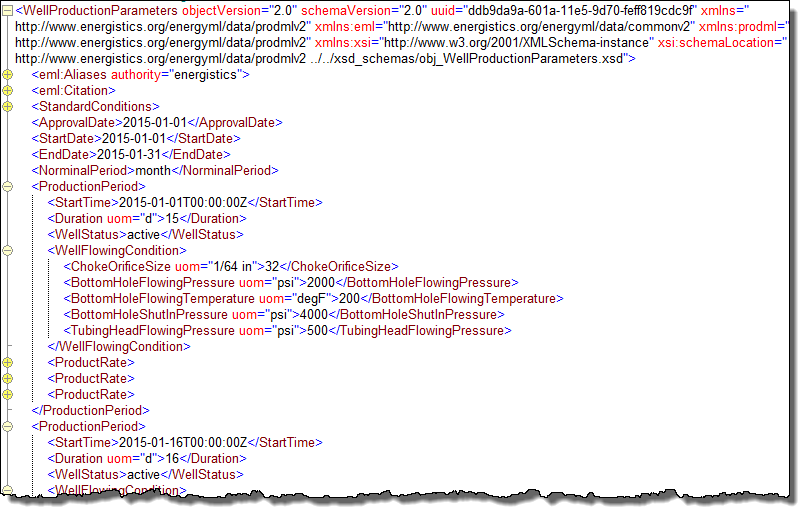 <WellProductionParameters objectVersion="2.0" schemaVersion="2.0" uuid="ddb9da9a-601a-11e5-9d70-feff819cdc9f" xmlns="
http://www.energistics.org/energyml/data/prodmlv2" xmlns:eml="http://www.energistics.org/energyml/data/commonv2" xmlns:prodml="
http://www.energistics.org/energyml/data/prodmlv2" xmlns:xsi="http://www.w3.org/2001/XMLSchema-instance" xsi:schemaLocation="
http://www.energistics.org/energyml/data/prodmlv2 ../../xsd_schemas/obj_WellProductionParameters.xsd">
<eml:Aliases authority="energistics">
<eml:Citation>
<StandardConditions>
<ApprovalDate>2015-01-01</ApprovalDate>
<StartDate>2015-01-01</StartDate>
<EndDate>2015-01-31</EndDate>
<NorminalPeriod>month</NorminalPeriod>
<ProductionPeriod>
<StartTime>2015-01-01T00:00:00Z</StartTime>
<Duration uom="d">15</Duration>
<WellStatus>active</WellStatus>
<WellFlowingCondition>
<ChokeOrificeSize uom="1/64 in">32</ChokeOrificeSize>
<BottomHoleFlowingPressure uom="psi">2000</BottomHoleFlowingPressure>
<BottomHoleFlowingTemperature uom="degF">200</BottomHoleFlowingTemperature>
<BottomHoleShutInPressure uom="psi">4000</BottomHoleShutInPressure>
<TubingHeadFlowingPressure uom="psi">500</TubingHeadFlowingPressure>
</WellFlowingCondition>
<ProductRate>
<ProductRate>
<ProductRate>
</ProductionPeriod>
<ProductionPeriod>
<StartTime>2015-01-16T00:00:00Z</StartTime>
<Duration uom="d">16</Duration>
<WellStatus>active</WellStatus>
<WellFlowingCondition>